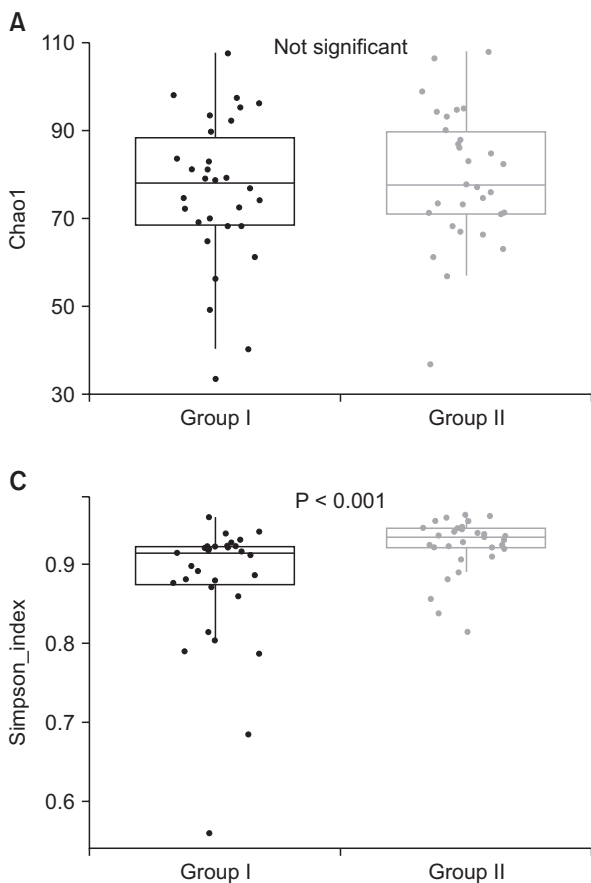 A
110
Not significant
90
Chao1
70
50
30
Group I Group II
C
P < 0.001
0.9
Simpson_index
0.8
0.7
0.6
Group I Group II